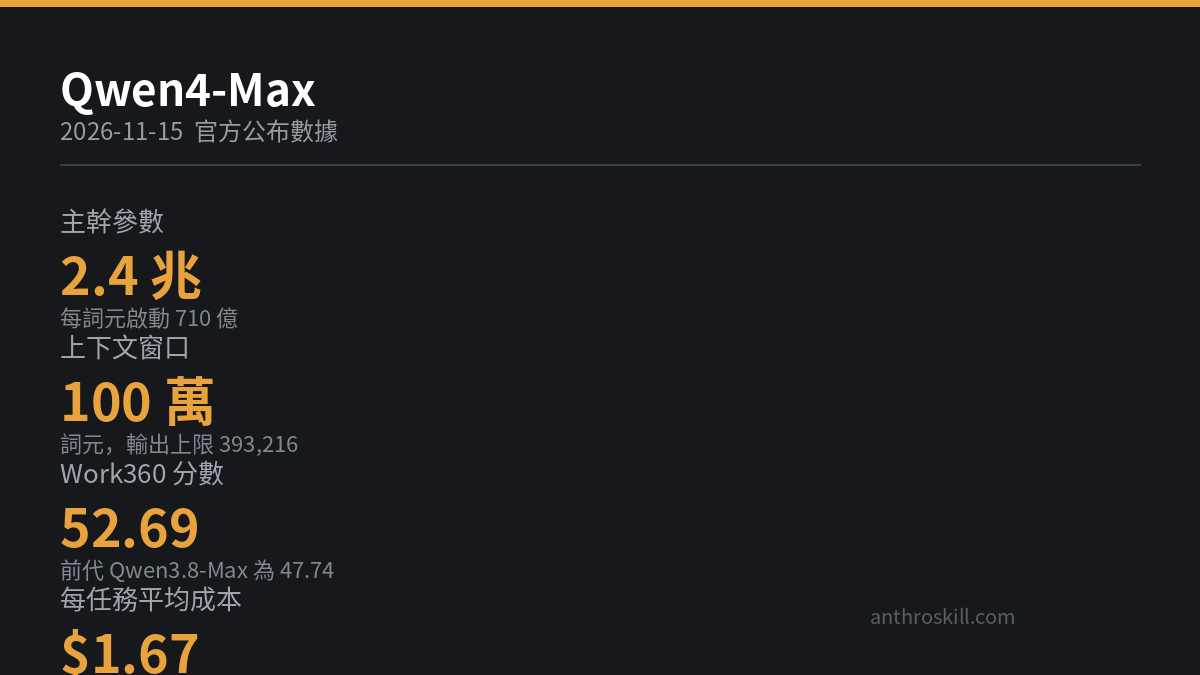 Qwen4-Max
2026-11-15 官方公布數據
主幹參數
2.4 兆
每詞元啟動 710 億
上下文窗口
100 萬
詞元，輸出上限 393,216
Work360 分數
52.69
前代 Qwen3.8-Max 為 47.74
每任務平均成本
anthroskill.com
$1.67